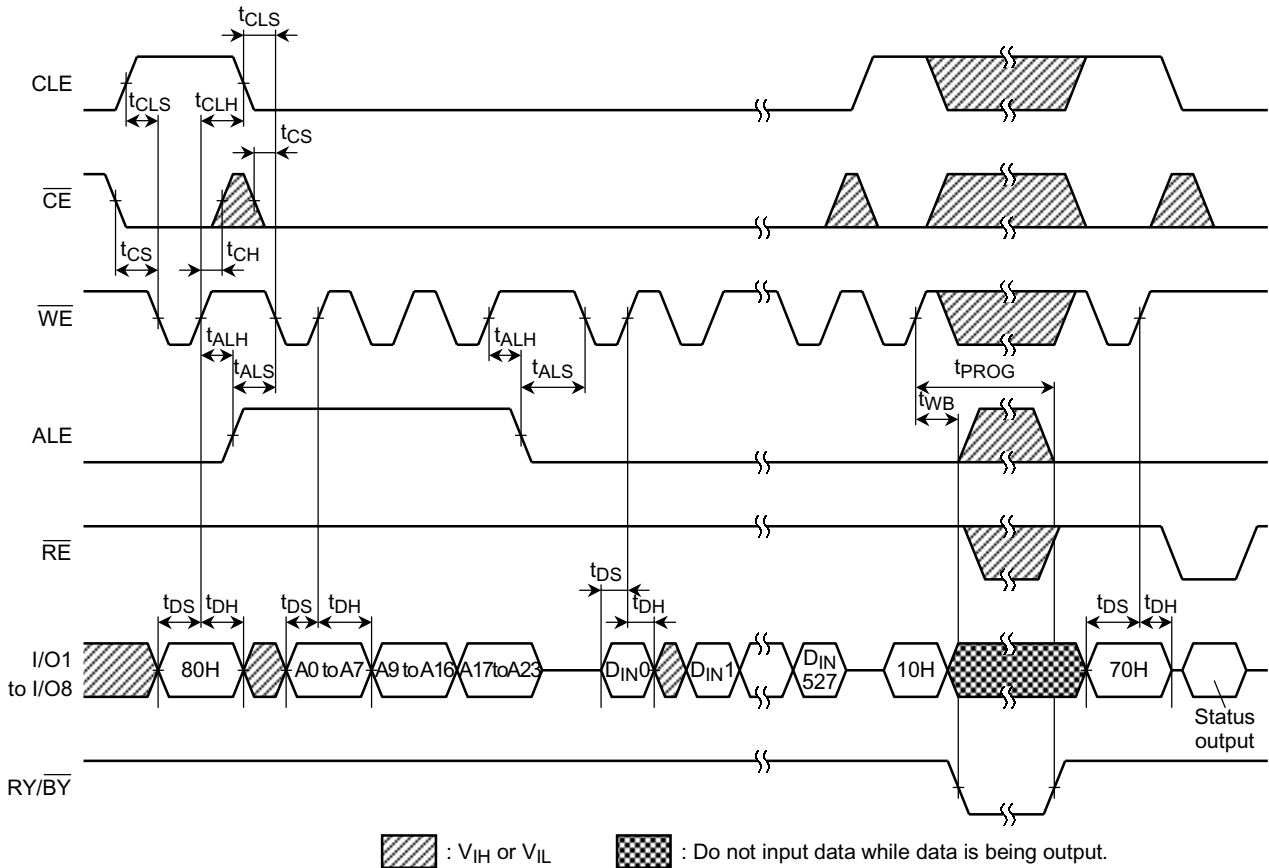 tCLS
CLE
tCLS
tCLH
tCS
CE
tCS
tCH
WE
tALH
tALS
tALH
tALS
tPROG
tWB
ALE
RE
tDS
tDH
tDS
tDH
tDS
tDH
tDS
tDH
I/O1
to I/O8
80H
A0 to A7
A9 to A16
A17 to A23
DIN0
DIN1
DIN
527
10H
70H
Status
output
RY/BY
: VIH or VIL
: Do not input data while data is being output.